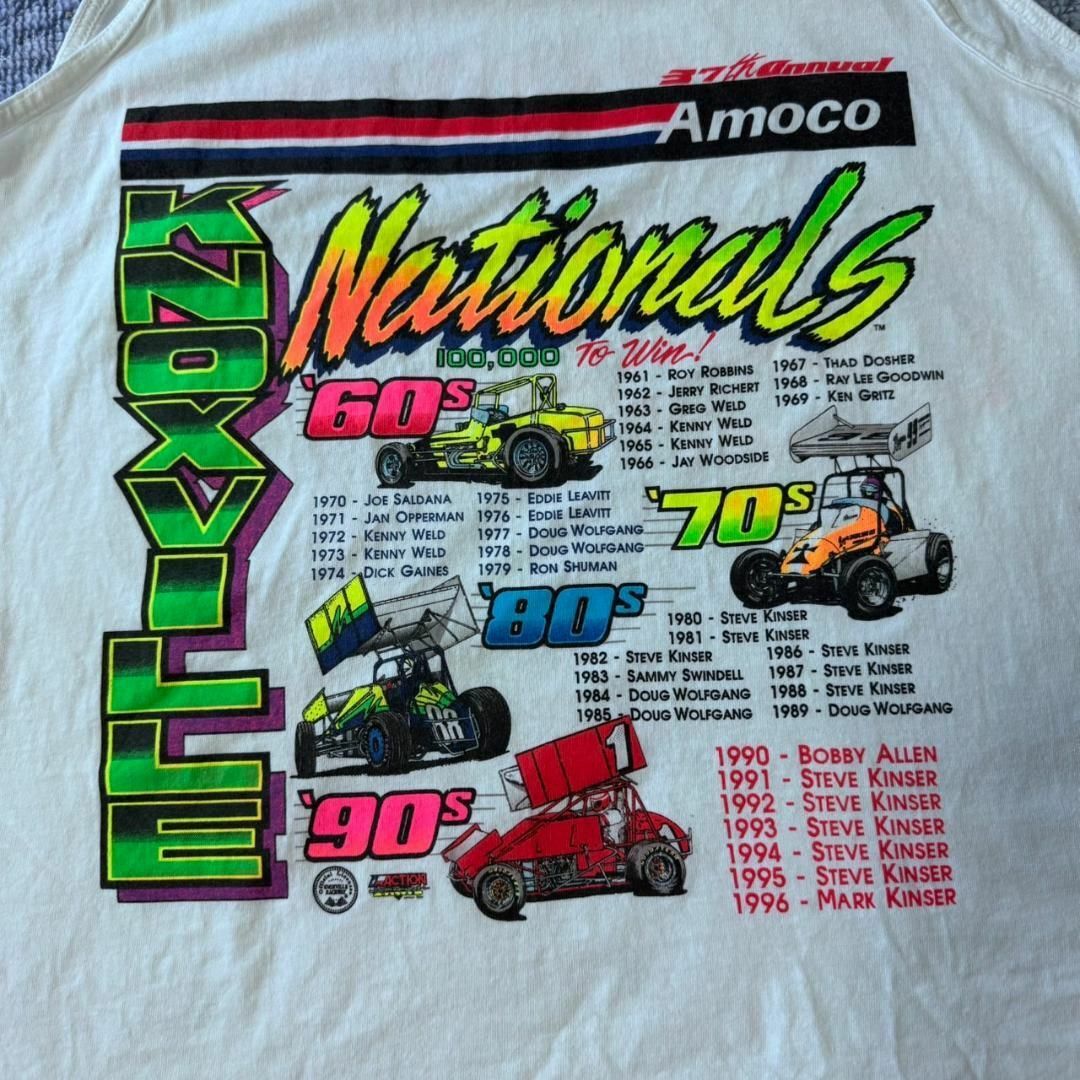 37th Annual
Amoco
KNOXVILLE
Nationals
TM
100,000 To Win!
'60s
1961 - Roy Robbins
1962 - Jerry Richert
1963 - Greg Weld
1964 - Kenny Weld
1965 - Kenny Weld
1966 - Jay Woodside
1967 - Thad Dosher
1968 - Ray Lee Goodwin
1969 - Ken Gritz
'70s
1970 - Joe Saldana
1971 - Jan Opperman
1972 - Kenny Weld
1973 - Kenny Weld
1974 - Dick Gaines
1975 - Eddie Leavitt
1976 - Eddie Leavitt
1977 - Doug Wolfgang
1978 - Doug Wolfgang
1979 - Ron Shuman
'80s
1980 - Steve Kinser
1981 - Steve Kinser
1982 - Steve Kinser
1983 - Sammy Swindell
1984 - Doug Wolfgang
1985 - Doug Wolfgang
1986 - Steve Kinser
1987 - Steve Kinser
1988 - Steve Kinser
1989 - Doug Wolfgang
'90s
1
1990 - Bobby Allen
1991 - Steve Kinser
1992 - Steve Kinser
1993 - Steve Kinser
1994 - Steve Kinser
1995 - Steve Kinser
1996 - Mark Kinser
KNOXVILLE
RACEWAY
ACTION